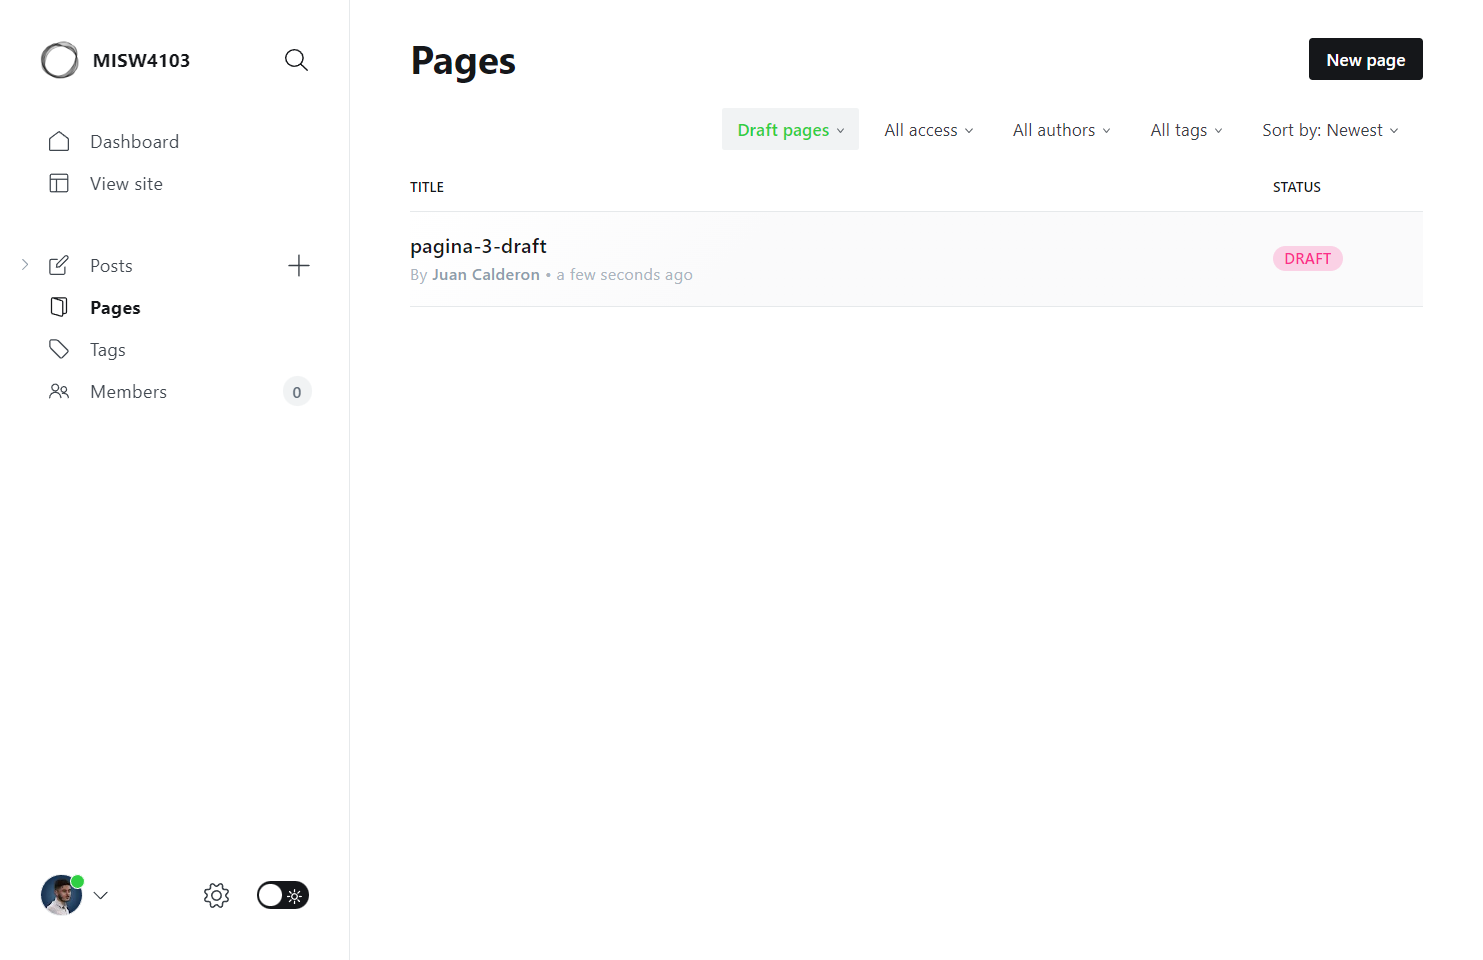 MISW4103
Dashboard
View site
Posts
Pages
Tags
Members 0
Pages
New page
Draft pages All access All authors All tags Sort by: Newest
TITLE STATUS
pagina-3-draft
By Juan Calderon • a few seconds ago
DRAFT